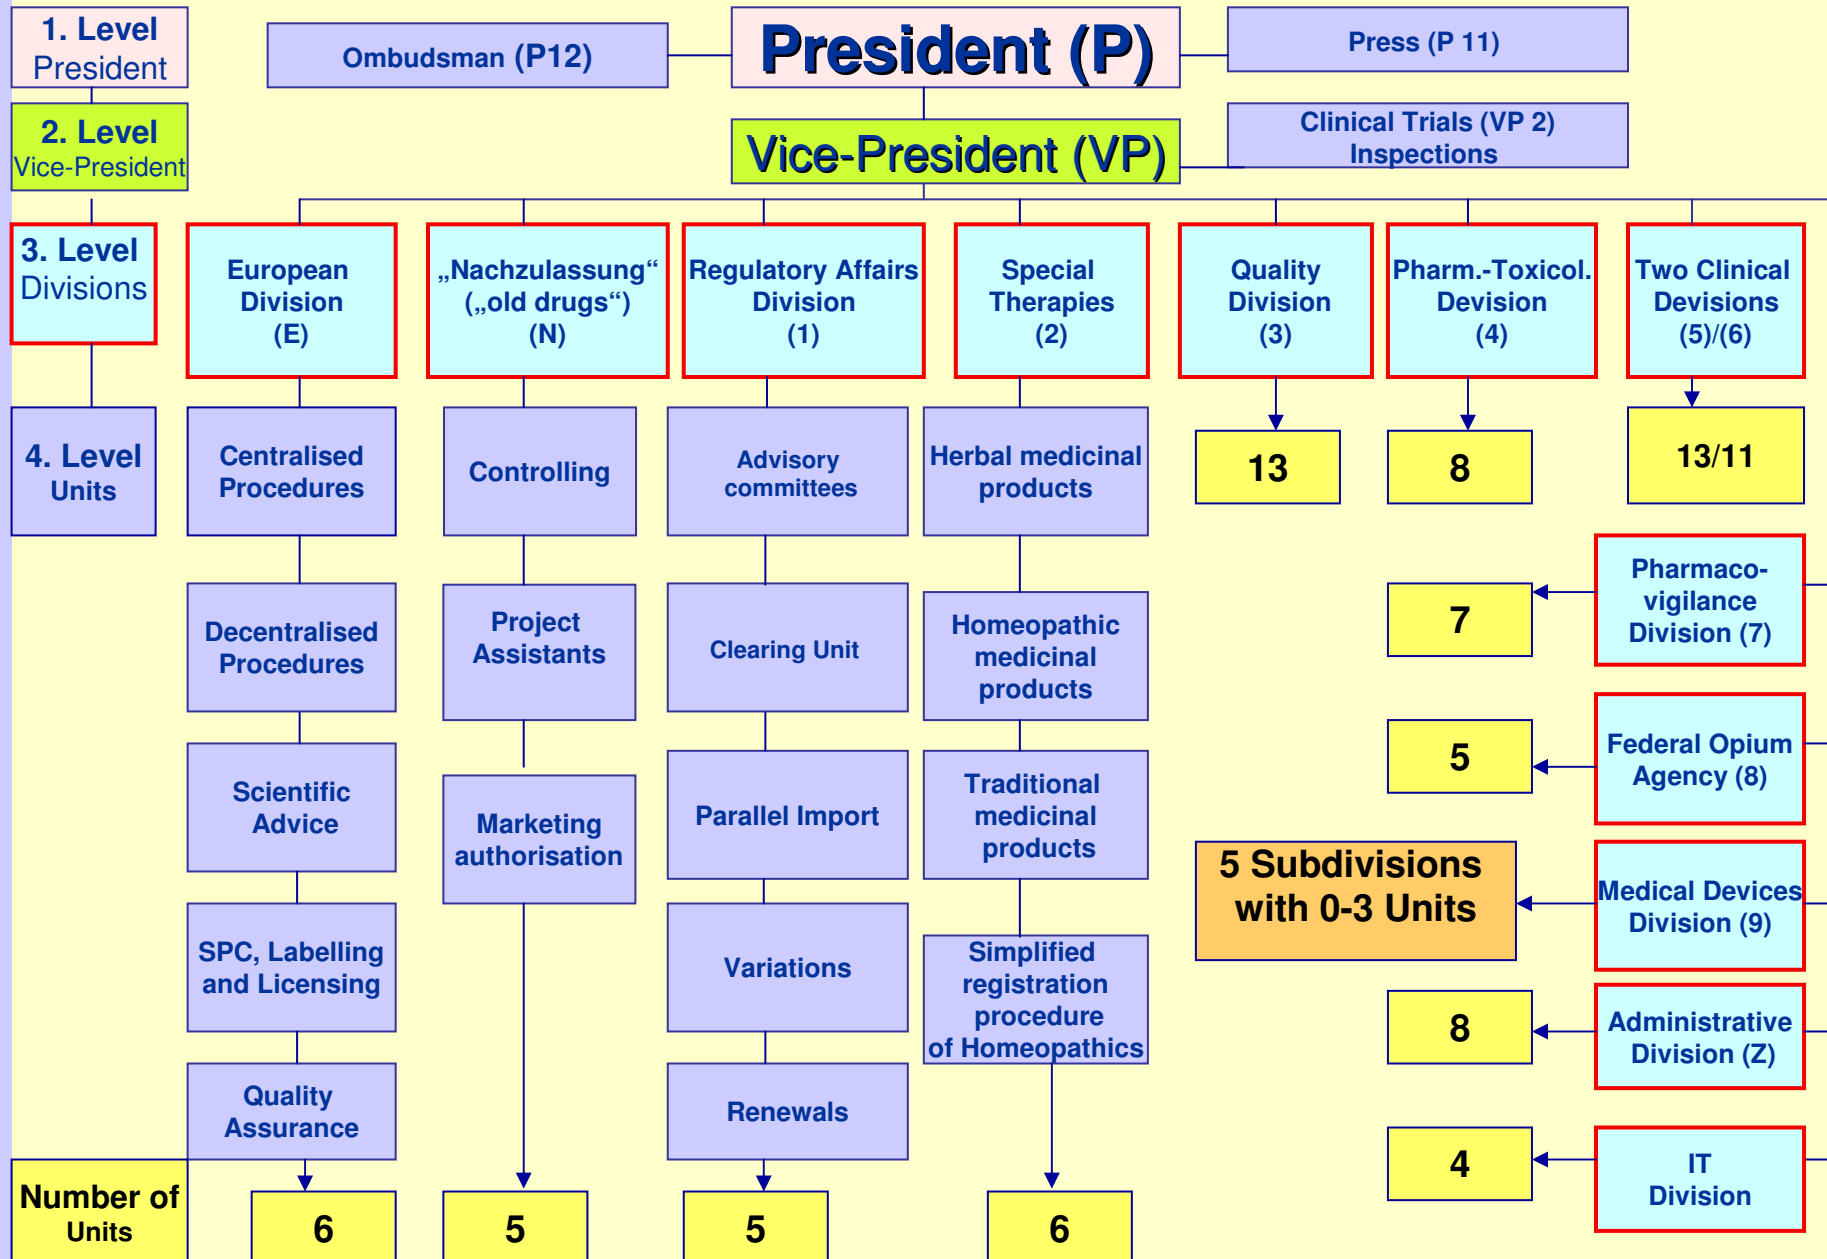 1. Level
President
Ombudsman (P12)
President (P)
Press (P 11)
2. Level
Vice-President
Vice-President (VP)
Clinical Trials (VP 2)
Inspections
3. Level
Divisions
European
Division
(E)
„Nachzulassung“
(„old drugs“)
(N)
Regulatory Affairs
Division
(1)
Special
Therapies
(2)
Quality
Division
(3)
Pharm.-Toxicol.
Devision
(4)
Two Clinical
Devisions
(5)/(6)
4. Level
Units
Centralised
Procedures
Controlling
Advisory
committees
Herbal medicinal
products
13
8
13/11
Decentralised
Procedures
Project
Assistants
Clearing Unit
Homeopathic
medicinal
products
7
Pharmaco-
vigilance
Division (7)
Scientific
Advice
Marketing
authorisation
Parallel Import
Traditional
medicinal
products
5
Federal Opium
Agency (8)
SPC, Labelling
and Licensing
Variations
Simplified
registration
procedure
of Homeopathics
5 Subdivisions
with 0-3 Units
Medical Devices
Division (9)
8
Administrative
Division (Z)
Quality
Assurance
Renewals
4
IT
Division
Number of
Units
6
5
5
6